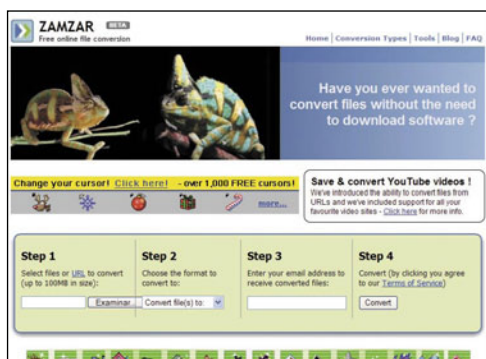 ZAMZAR BETA
Free online file conversion
Home | Conversion Types | Tools | Blog | FAQ
Have you ever wanted to
convert files without the need
to download software ?
Change your cursor! Click here! - over 1,000 FREE cursors!
more...
Save & convert YouTube videos !
We've introduced the ability to convert files from
URLs and we've included support for all your
favourite video sites - Click here for more info.
Step 1
Select files or URL to convert
(up to 100MB in size):
Examinar...
Step 2
Choose the format to
convert to:
Convert file(s) to:
Step 3
Enter your email address to
receive converted files:
Step 4
Convert (by clicking you agree
to our Terms of Service)
Convert